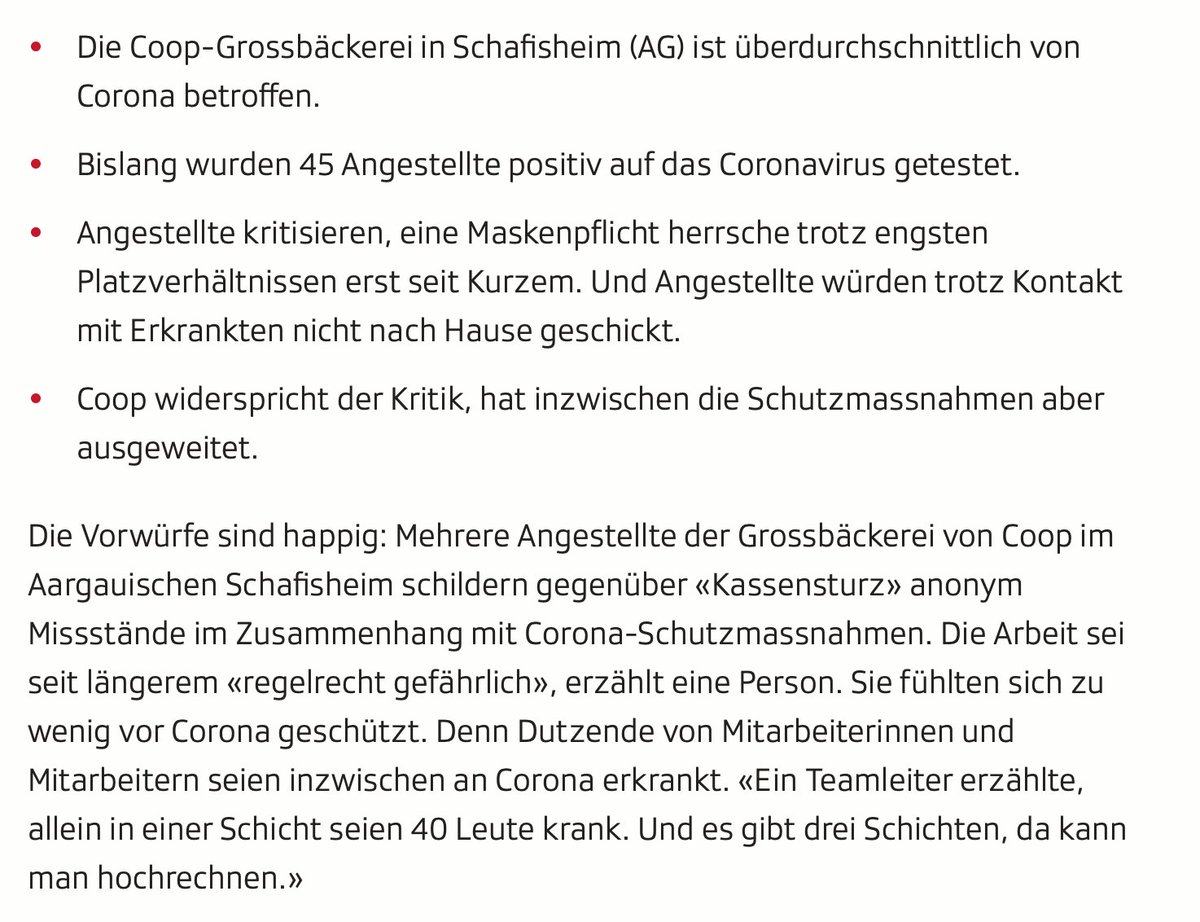 • Die Coop-Grossbäckerei in Schafisheim (AG) ist überdurchschnittlich von
Corona betroffen.
• Bislang wurden 45 Angestellte positiv auf das Coronavirus getestet.
• Angestellte kritisieren, eine Maskenpflicht herrsche trotz engsten
Platzverhältnissen erst seit Kurzem. Und Angestellte würden trotz Kontakt
mit Erkrankten nicht nach Hause geschickt.
• Coop widerspricht der Kritik, hat inzwischen die Schutzmassnahmen aber
ausgeweitet.
Die Vorwürfe sind happig: Mehrere Angestellte der Grossbäckerei von Coop im
Aargauischen Schafisheim schildern gegenüber «Kassensturz» anonym
Missstände im Zusammenhang mit Corona-Schutzmassnahmen. Die Arbeit sei
seit längerem «regelrecht gefährlich», erzählt eine Person. Sie fühlten sich zu
wenig vor Corona geschützt. Denn Dutzende von Mitarbeiterinnen und
Mitarbeitern seien inzwischen an Corona erkrankt. «Ein Teamleiter erzählte,
allein in einer Schicht seien 40 Leute krank. Und es gibt drei Schichten, da kann
man hochrechnen.»